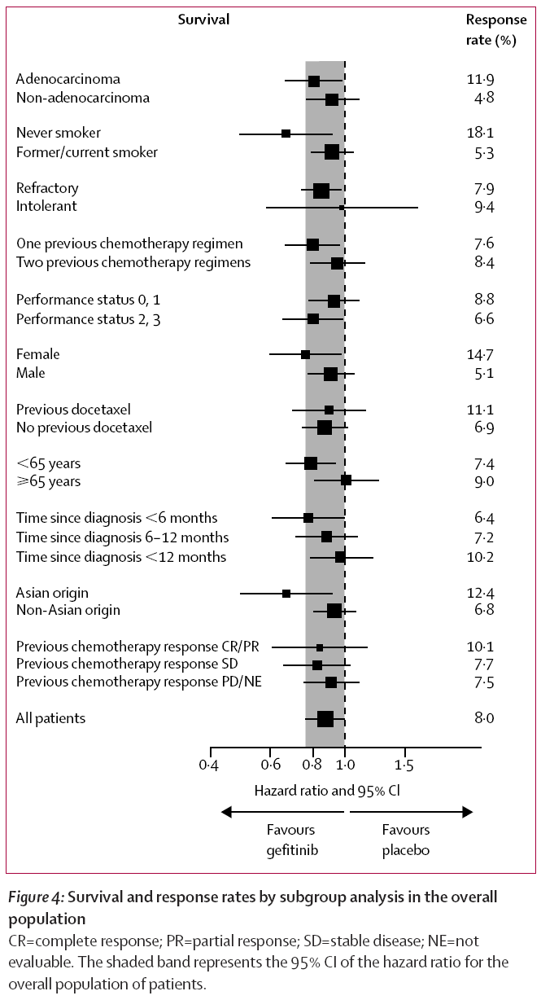 Survival Response
rate (%)
Adenocarcinoma 11·9
Non-adenocarcinoma 4·8
Never smoker 18·1
Former/current smoker 5·3
Refractory 7·9
Intolerant 9·4
One previous chemotherapy regimen 7·6
Two previous chemotherapy regimens 8·4
Performance status 0, 1 8·8
Performance status 2, 3 6·6
Female 14·7
Male 5·1
Previous docetaxel 11·1
No previous docetaxel 6·9
<65 years 7·4
⩾65 years 9·0
Time since diagnosis <6 months 6·4
Time since diagnosis 6–12 months 7·2
Time since diagnosis <12 months 10·2
Asian origin 12·4
Non-Asian origin 6·8
Previous chemotherapy response CR/PR 10·1
Previous chemotherapy response SD 7·7
Previous chemotherapy response PD/NE 7·5
All patients 8·0
0·4 0·6 0·8 1·0 1·5
Hazard ratio and 95% CI
Favours Favours
gefitinib placebo
Figure 4: Survival and response rates by subgroup analysis in the overall
population
CR=complete response; PR=partial response; SD=stable disease; NE=not
evaluable. The shaded band represents the 95% CI of the hazard ratio for the
overall population of patients.